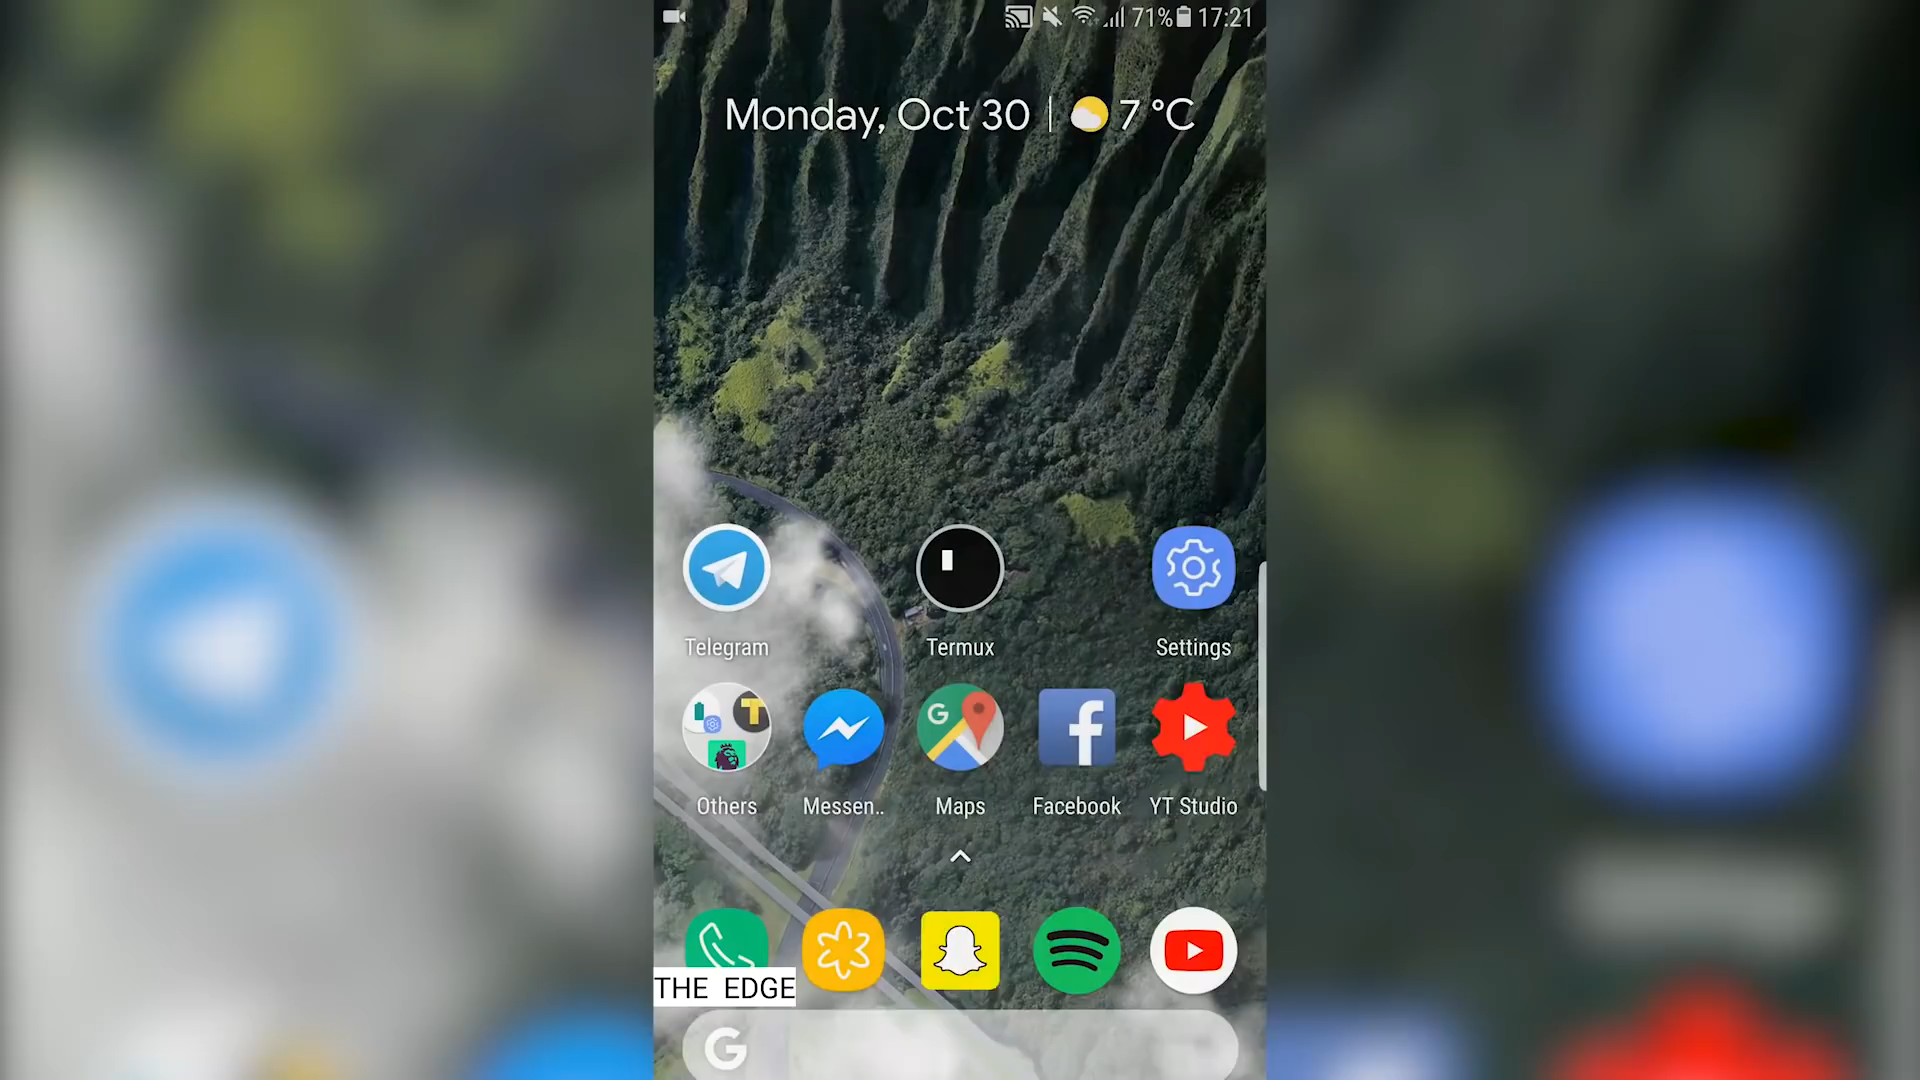 71% 17:21
Monday, Oct 30 | 7 °C
Telegram
Termux
Settings
Others
Messen..
Maps
Facebook
YT Studio
THE EDGE
G